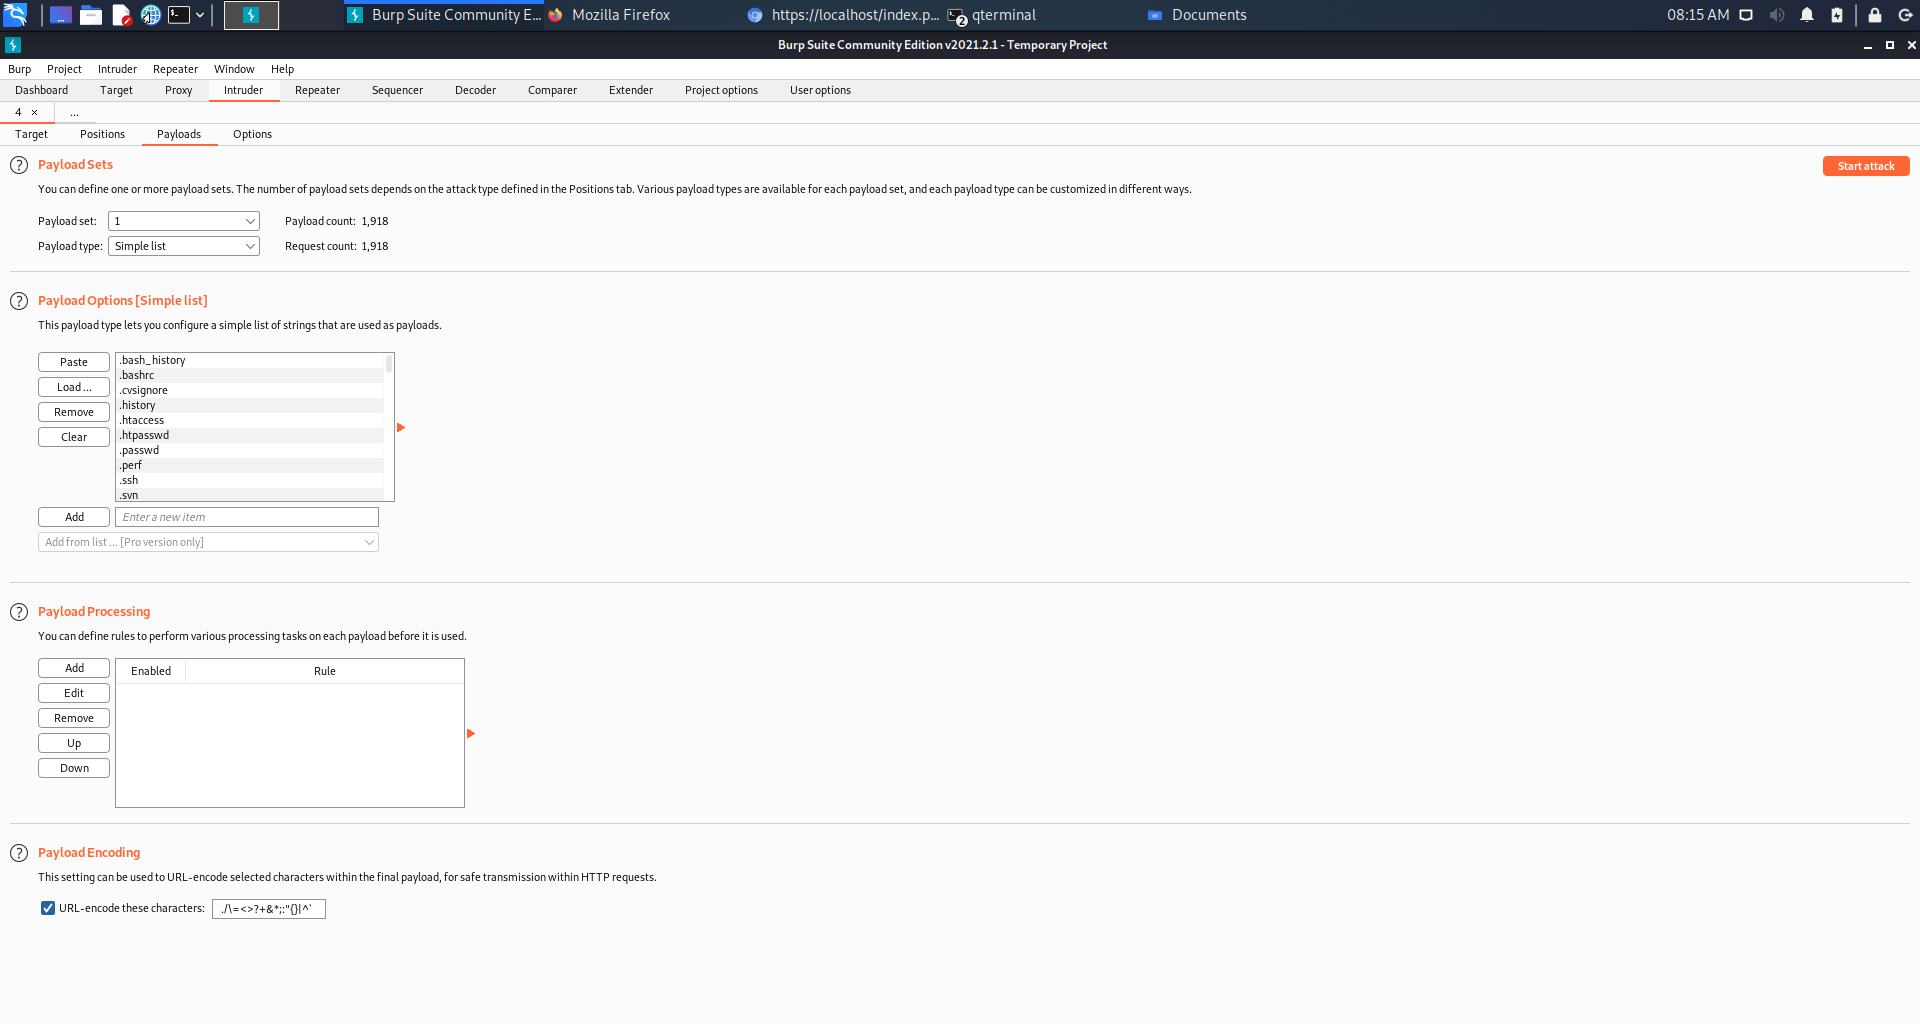 Burp Suite Community E...
Mozilla Firefox
https://localhost/index.p...
2
qterminal
Documents
08:15 AM
Burp Suite Community Edition v2021.2.1 - Temporary Project
Burp Project Intruder Repeater Window Help
Dashboard Target Proxy Intruder Repeater Sequencer Decoder Comparer Extender Project options User options
4 × ...
Target Positions Payloads Options
? Payload Sets
Start attack
You can define one or more payload sets. The number of payload sets depends on the attack type defined in the Positions tab. Various payload types are available for each payload set, and each payload type can be customized in different ways.
Payload set: 1 Payload count: 1,918
Payload type: Simple list Request count: 1,918
? Payload Options [Simple list]
This payload type lets you configure a simple list of strings that are used as payloads.
Paste
Load ...
Remove
Clear
.bash_history
.bashrc
.cvsignore
.history
.htaccess
.htpasswd
.passwd
.perf
.ssh
.svn
Add Enter a new item
Add from list ... [Pro version only]
? Payload Processing
You can define rules to perform various processing tasks on each payload before it is used.
Add
Edit
Remove
Up
Down
Enabled Rule
? Payload Encoding
This setting can be used to URL-encode selected characters within the final payload, for safe transmission within HTTP requests.
URL-encode these characters: ./\=<>?+&*;:"{}|^`